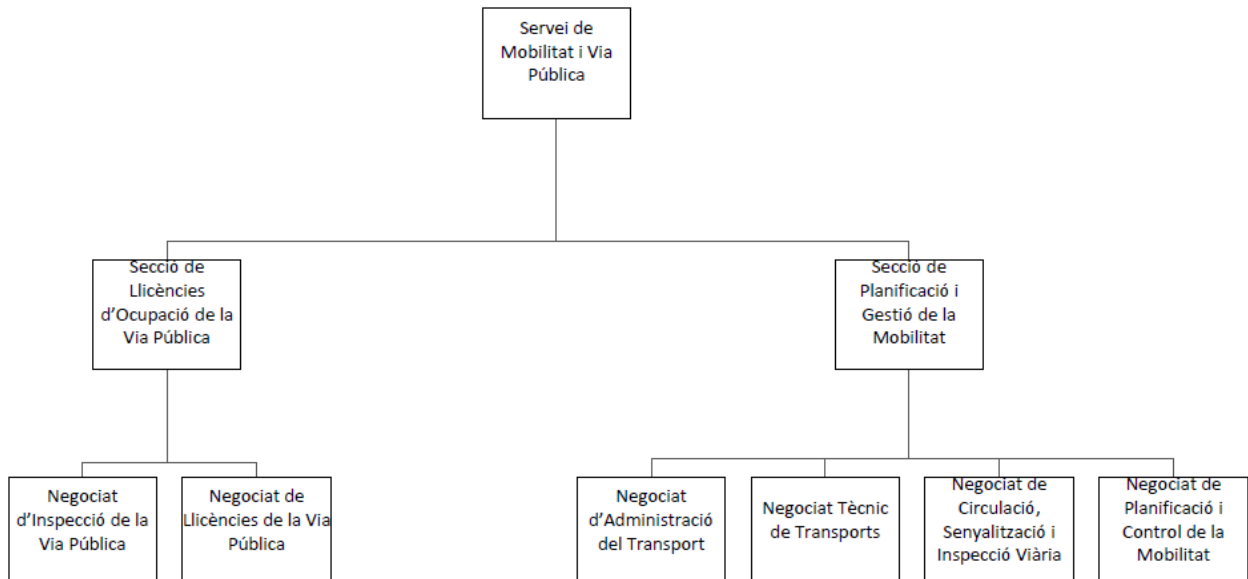 Servei de
Mobilitat i Via
Pública
Secció de
Llicències
d’Ocupació de la
Via Pública
Secció de
Planificació i
Gestió de la
Mobilitat
Negociat
d’Inspecció de la
Via Pública
Negociat de
Llicències de la Via
Pública
Negociat
d’Administració
del Transport
Negociat Tècnic
de Transports
Negociat de
Circulació,
Senyalització i
Inspecció Viària
Negociat de
Planificació i
Control de la
Mobilitat